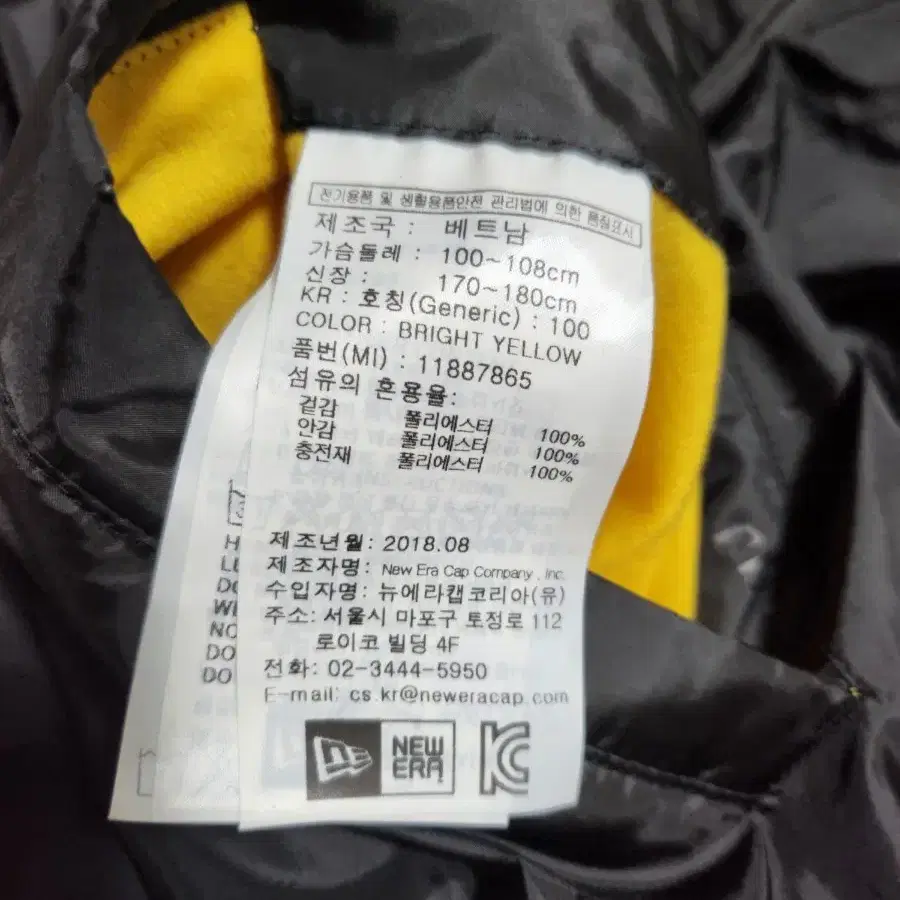 전기용품 및 생활용품안전 관리법에 의한 품질표시
제조국 : 베트남
가슴둘레 : 100~108cm
신장 : 170~180cm
KR : 호칭(Generic) : 100
COLOR : BRIGHT YELLOW
품번(MI) : 11887865
섬유의 혼용율:
겉감 폴리에스터 100%
안감 폴리에스터 100%
충전재 폴리에스터 100%
제조년월: 2018.08
제조자명: New Era Cap Company , Inc.
수입자명: 뉴에라캡코리아(유)
주소: 서울시 마포구 토정로 112
로이코 빌딩 4F
전화: 02-3444-5950
E-mail: cs.kr@neweracap.com
NEW ERA
KC
NO
DO
DO